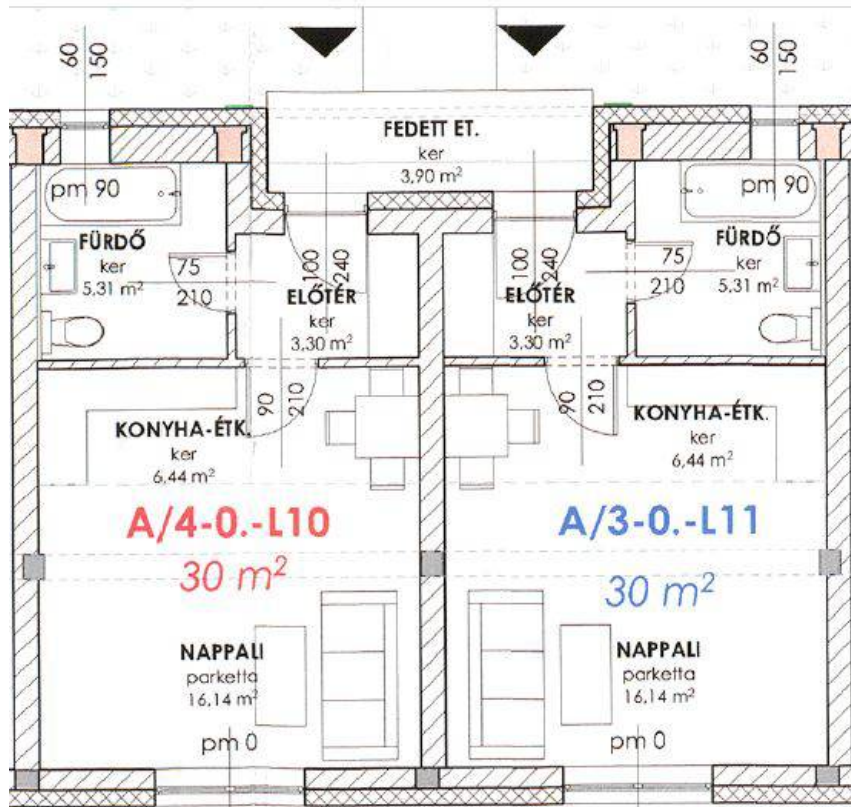 60
150
60
150
FEDETT ET.
ker
3,90 m²
pm 90
FÜRDŐ
ker
5,31 m²
75
210
100
240
ELŐTÉR
ker
3,30 m²
100
240
ELŐTÉR
ker
3,30 m²
75
210
pm 90
FÜRDŐ
ker
5,31 m²
90
210
KONYHA-ÉTK.
ker
6,44 m²
90
210
KONYHA-ÉTK.
ker
6,44 m²
A/4-0.-L10
30 m²
A/3-0.-L11
30 m²
NAPPALI
parketta
16,14 m²
pm 0
NAPPALI
parketta
16,14 m²
pm 0